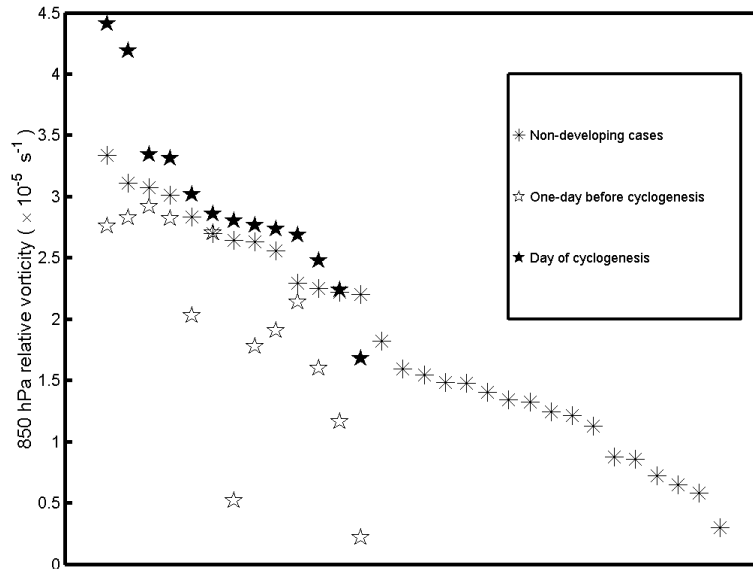 4.5
4
3.5
3
2.5
2
1.5
1
0.5
0
850 hPa relative vorticity ( × 10⁻⁵ s⁻¹)
Non-developing cases
One-day before cyclogenesis
Day of cyclogenesis